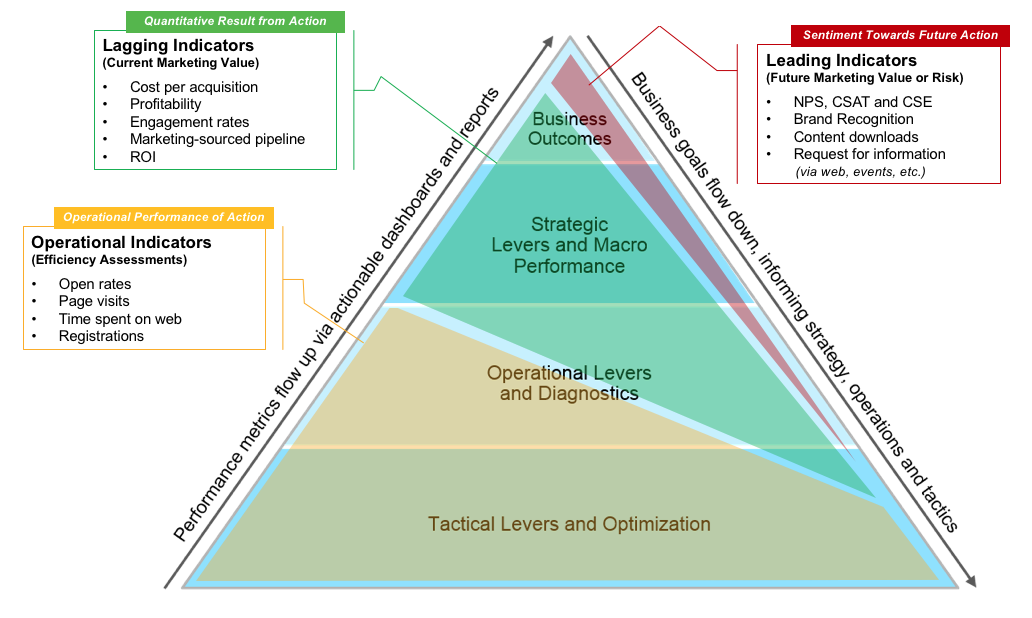 Quantitative Result from Action
Lagging Indicators
(Current Marketing Value)
• Cost per acquisition
• Profitability
• Engagement rates
• Marketing-sourced pipeline
• ROI
Sentiment Towards Future Action
Leading Indicators
(Future Marketing Value or Risk)
• NPS, CSAT and CSE
• Brand Recognition
• Content downloads
• Request for information
(via web, events, etc.)
Operational Performance of Action
Operational Indicators
(Efficiency Assessments)
• Open rates
• Page visits
• Time spent on web
• Registrations
Performance metrics flow up via actionable dashboards and reports
Business goals flow down, informing strategy, operations and tactics
Business
Outcomes
Strategic
Levers and Macro
Performance
Operational Levers
and Diagnostics
Tactical Levers and Optimization